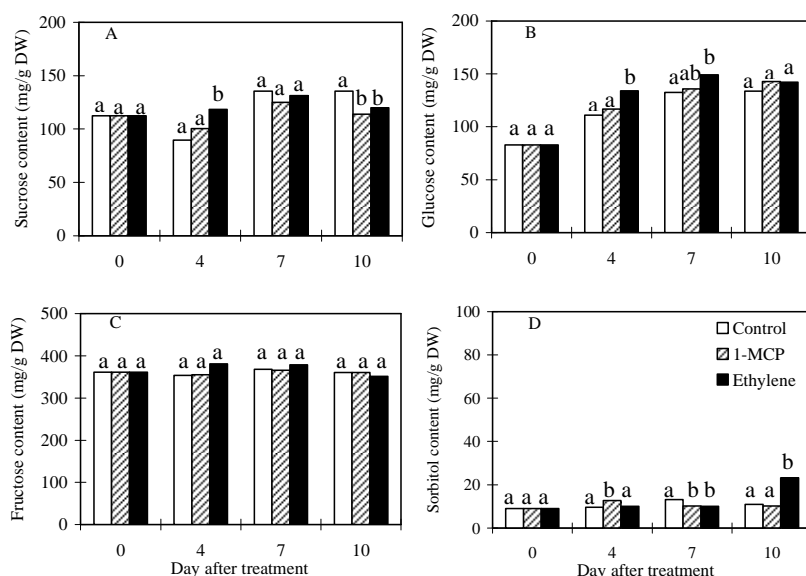 A
Sucrose content (mg/g DW)
200
150
100
50
0
a a a
a a b
a a a
a b b
0 4 7 10
B
Glucose content (mg/g DW)
200
150
100
50
0
a a a
a a b
a ab b
a a a
0 4 7 10
C
Fructose content (mg/g DW)
500
400
300
200
100
0
a a a
a a a
a a a
a a a
0 4 7 10
Day after treatment
D
Sorbitol content (mg/g DW)
100
80
60
40
20
0
Control
1-MCP
Ethylene
a a a
a b a
a b b
a a b
0 4 7 10
Day after treatment